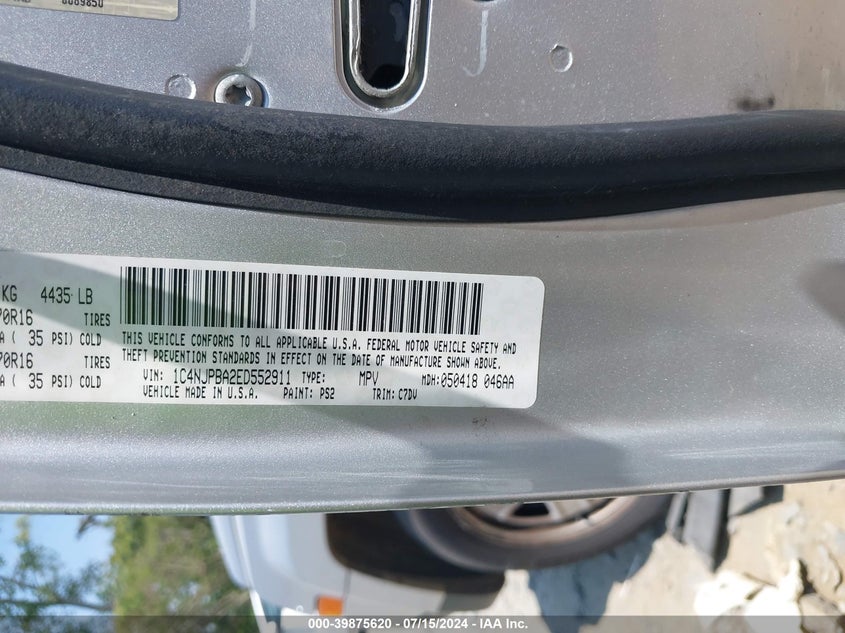 0089850
KG 4435 LB
70R16 TIRES
A ( 35 PSI) COLD
70R16 TIRES
A ( 35 PSI) COLD
THIS VEHICLE CONFORMS TO ALL APPLICABLE U.S.A. FEDERAL MOTOR VEHICLE SAFETY AND
THEFT PREVENTION STANDARDS IN EFFECT ON THE DATE OF MANUFACTURE SHOWN ABOVE.
VIN: 1C4NJPBA2ED552911 TYPE: MPV MDH:050418 046AA
VEHICLE MADE IN U.S.A. PAINT: PS2 TRIM: C7DV
000-39875620 - 07/15/2024 - IAA Inc.